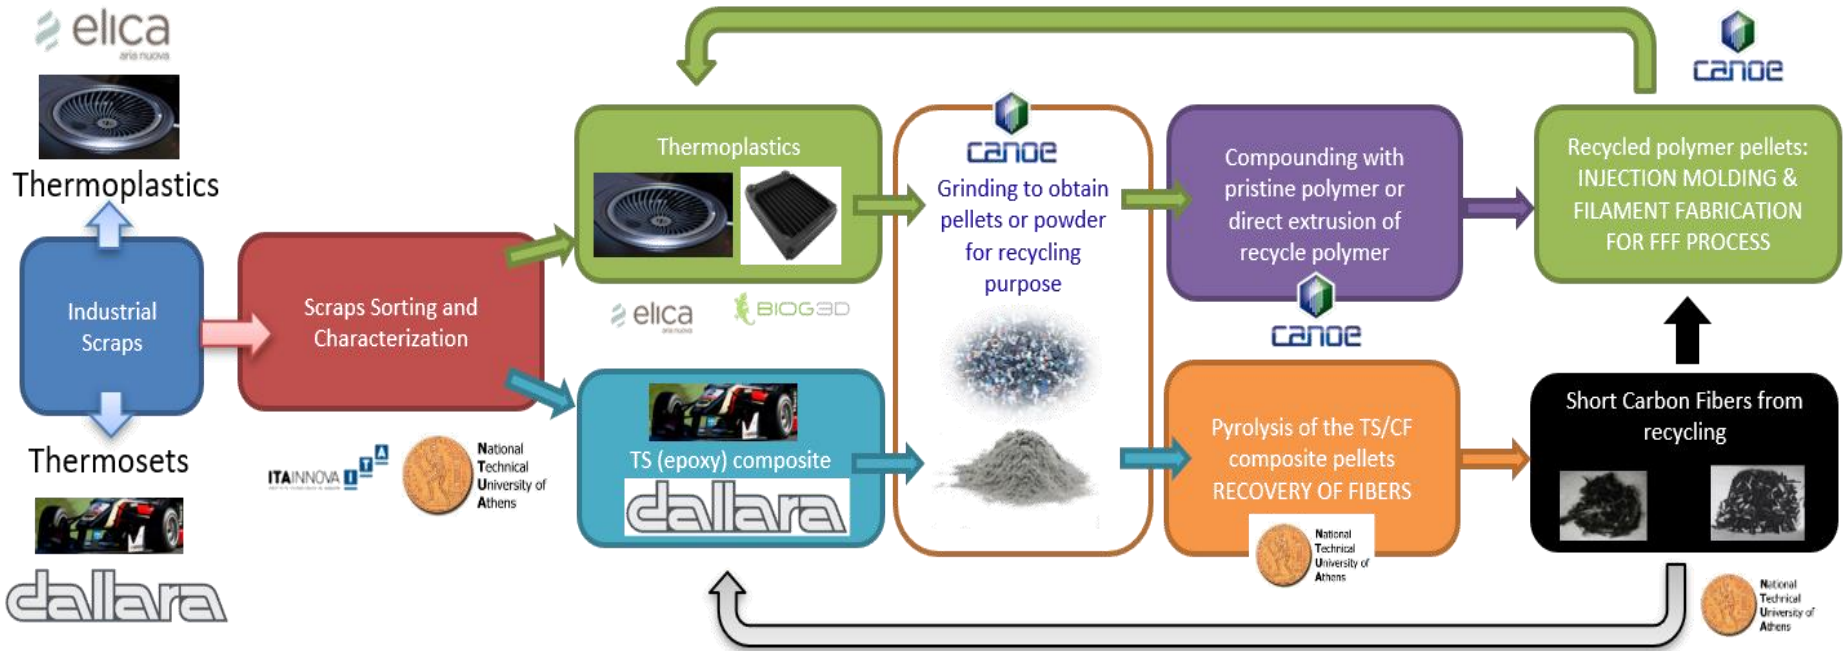 elica
aria nuova
Thermoplastics
Industrial
Scraps
Thermosets
dallara
Scraps Sorting and
Characterization
ITAINNOVA
ITA
National
Technical
University of
Athens
Thermoplastics
elica
aria nuova
BIOG3D
TS (epoxy) composite
dallara
canoe
Grinding to obtain
pellets or powder
for recycling
purpose
Compounding with
pristine polymer or
direct extrusion of
recycle polymer
canoe
Pyrolysis of the TS/CF
composite pellets
RECOVERY OF FIBERS
National
Technical
University of
Athens
canoe
Recycled polymer pellets:
INJECTION MOLDING &
FILAMENT FABRICATION
FOR FFF PROCESS
Short Carbon Fibers from
recycling
National
Technical
University of
Athens